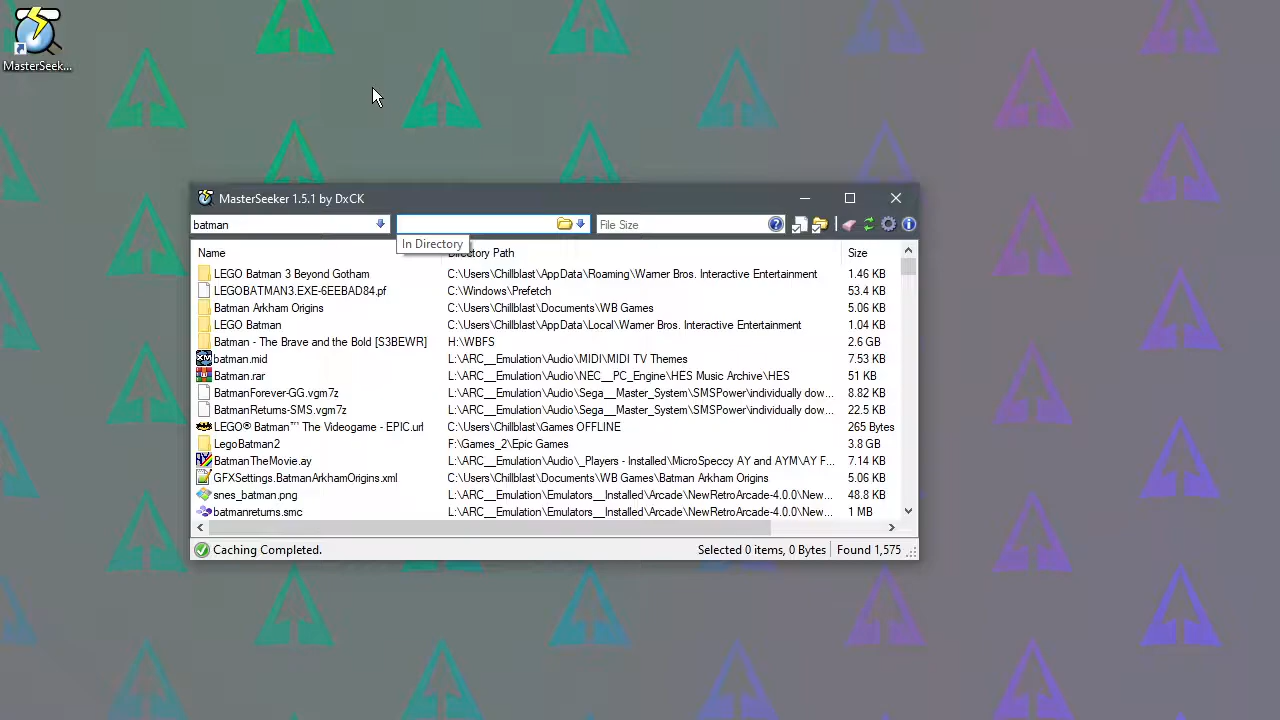 MasterSeek...
MasterSeeker 1.5.1 by DxCK
batman
File Size
In Directory
Name Directory Path Size
LEGO Batman 3 Beyond Gotham C:\Users\Chillblast\AppData\Roaming\Warner Bros. Interactive Entertainment 1.46 KB
LEGOBATMAN3.EXE-6EEBAD84.pf C:\Windows\Prefetch 53.4 KB
Batman Arkham Origins C:\Users\Chillblast\Documents\WB Games 5.06 KB
LEGO Batman C:\Users\Chillblast\AppData\Local\Warner Bros. Interactive Entertainment 1.04 KB
Batman - The Brave and the Bold [S3BEWR] H:\WBFS 2.6 GB
batman.mid L:\ARC__Emulation\Audio\MIDI\MIDI TV Themes 7.53 KB
Batman.rar L:\ARC__Emulation\Audio\NEC__PC_Engine\HES Music Archive\HES 51 KB
BatmanForever-GG.vgm7z L:\ARC__Emulation\Audio\Sega__Master_System\SMSPower\individually dow... 8.82 KB
BatmanReturns-SMS.vgm7z L:\ARC__Emulation\Audio\Sega__Master_System\SMSPower\individually dow... 22.5 KB
LEGO® Batman™ The Videogame - EPIC.url C:\Users\Chillblast\Games OFFLINE 265 Bytes
LegoBatman2 F:\Games_2\Epic Games 3.8 GB
BatmanTheMovie.ay L:\ARC__Emulation\Audio\_Players - Installed\MicroSpeccy AY and AYM\AY F... 7.14 KB
GFXSettings.BatmanArkhamOrigins.xml C:\Users\Chillblast\Documents\WB Games\Batman Arkham Origins 5.06 KB
snes_batman.png L:\ARC__Emulation\Emulators__Installed\Arcade\NewRetroArcade-4.0.0\New... 48.8 KB
batmanreturns.smc L:\ARC__Emulation\Emulators__Installed\Arcade\NewRetroArcade-4.0.0\New... 1 MB
Caching Completed. Selected 0 items, 0 Bytes Found 1,575